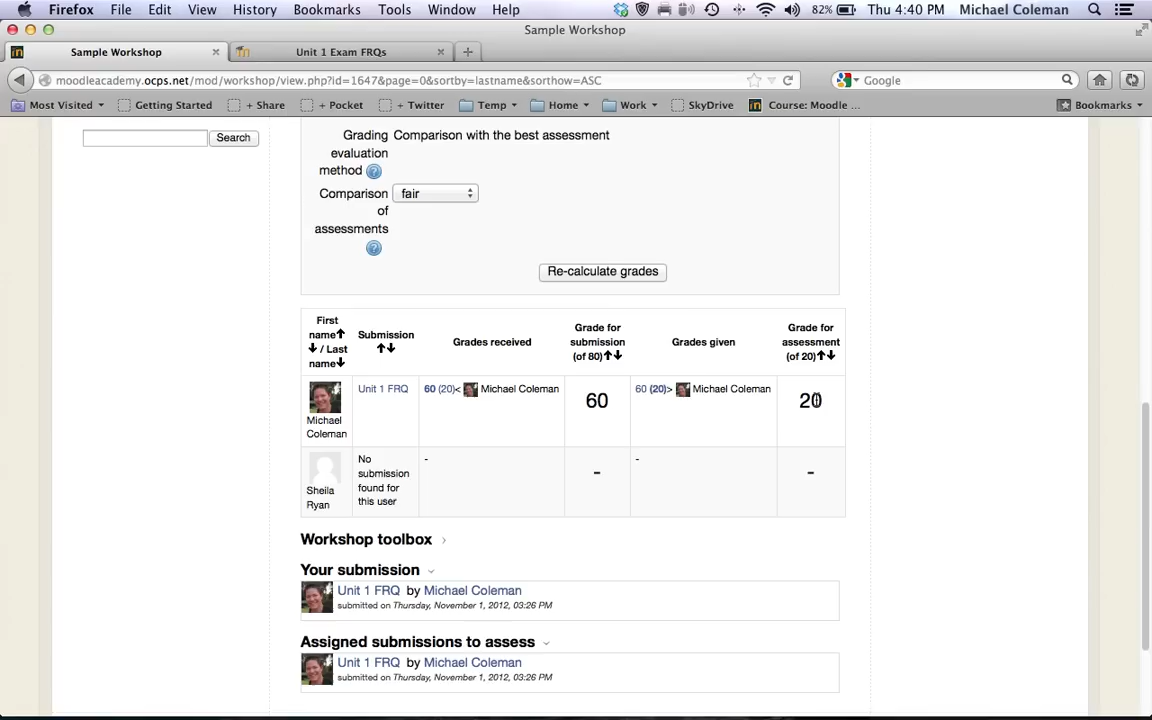 Firefox File Edit View History Bookmarks Tools Window Help 82% Thu 4:40 PM Michael Coleman
Sample Workshop
Sample Workshop Unit 1 Exam FRQs
moodleacademy.ocps.net/mod/workshop/view.php?id=1647&page=0&sortby=lastname&sorthow=ASC Google
Most Visited Getting Started + Share + Pocket + Twitter Temp Home Work SkyDrive Course: Moodle ... Bookmarks
Search
Grading evaluation method Comparison with the best assessment
Comparison of assessments fair
Re-calculate grades
First name / Last name Submission Grades received Grade for submission (of 80) Grades given Grade for assessment (of 20)
Michael Coleman Unit 1 FRQ 60 (20)< Michael Coleman 60 60 (20)> Michael Coleman 20
Sheila Ryan No submission found for this user - - - -
Workshop toolbox
Your submission
Unit 1 FRQ by Michael Coleman
submitted on Thursday, November 1, 2012, 03:26 PM
Assigned submissions to assess
Unit 1 FRQ by Michael Coleman
submitted on Thursday, November 1, 2012, 03:26 PM